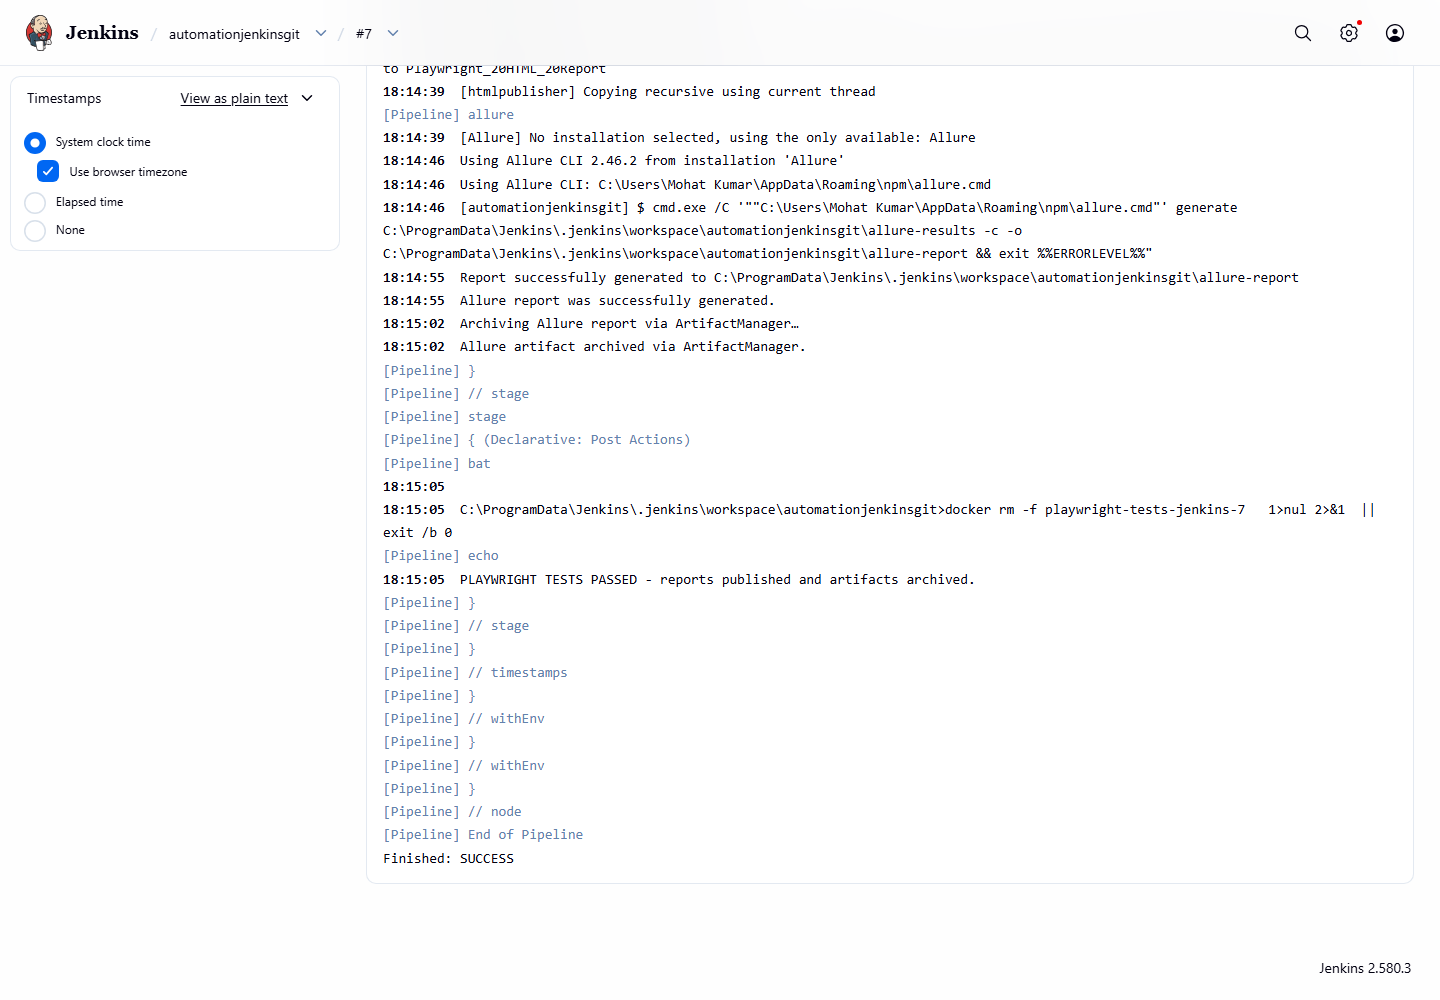 Jenkins / automationjenkinsgit / #7
Timestamps View as plain text
System clock time
Use browser timezone
Elapsed time
None
to Playwright_20HTML_20Report
18:14:39 [htmlpublisher] Copying recursive using current thread
[Pipeline] allure
18:14:39 [Allure] No installation selected, using the only available: Allure
18:14:46 Using Allure CLI 2.46.2 from installation 'Allure'
18:14:46 Using Allure CLI: C:\Users\Mohat Kumar\AppData\Roaming\npm\allure.cmd
18:14:46 [automationjenkinsgit] $ cmd.exe /C '""C:\Users\Mohat Kumar\AppData\Roaming\npm\allure.cmd"' generate
C:\ProgramData\Jenkins\.jenkins\workspace\automationjenkinsgit\allure-results -c -o
C:\ProgramData\Jenkins\.jenkins\workspace\automationjenkinsgit\allure-report && exit %%ERRORLEVEL%%"
18:14:55 Report successfully generated to C:\ProgramData\Jenkins\.jenkins\workspace\automationjenkinsgit\allure-report
18:14:55 Allure report was successfully generated.
18:15:02 Archiving Allure report via ArtifactManager…
18:15:02 Allure artifact archived via ArtifactManager.
[Pipeline] }
[Pipeline] // stage
[Pipeline] stage
[Pipeline] { (Declarative: Post Actions)
[Pipeline] bat
18:15:05
18:15:05 C:\ProgramData\Jenkins\.jenkins\workspace\automationjenkinsgit>docker rm -f playwright-tests-jenkins-7 1>nul 2>&1 ||
exit /b 0
[Pipeline] echo
18:15:05 PLAYWRIGHT TESTS PASSED - reports published and artifacts archived.
[Pipeline] }
[Pipeline] // stage
[Pipeline] }
[Pipeline] // timestamps
[Pipeline] }
[Pipeline] // withEnv
[Pipeline] }
[Pipeline] // withEnv
[Pipeline] }
[Pipeline] // node
[Pipeline] End of Pipeline
Finished: SUCCESS
Jenkins 2.580.3